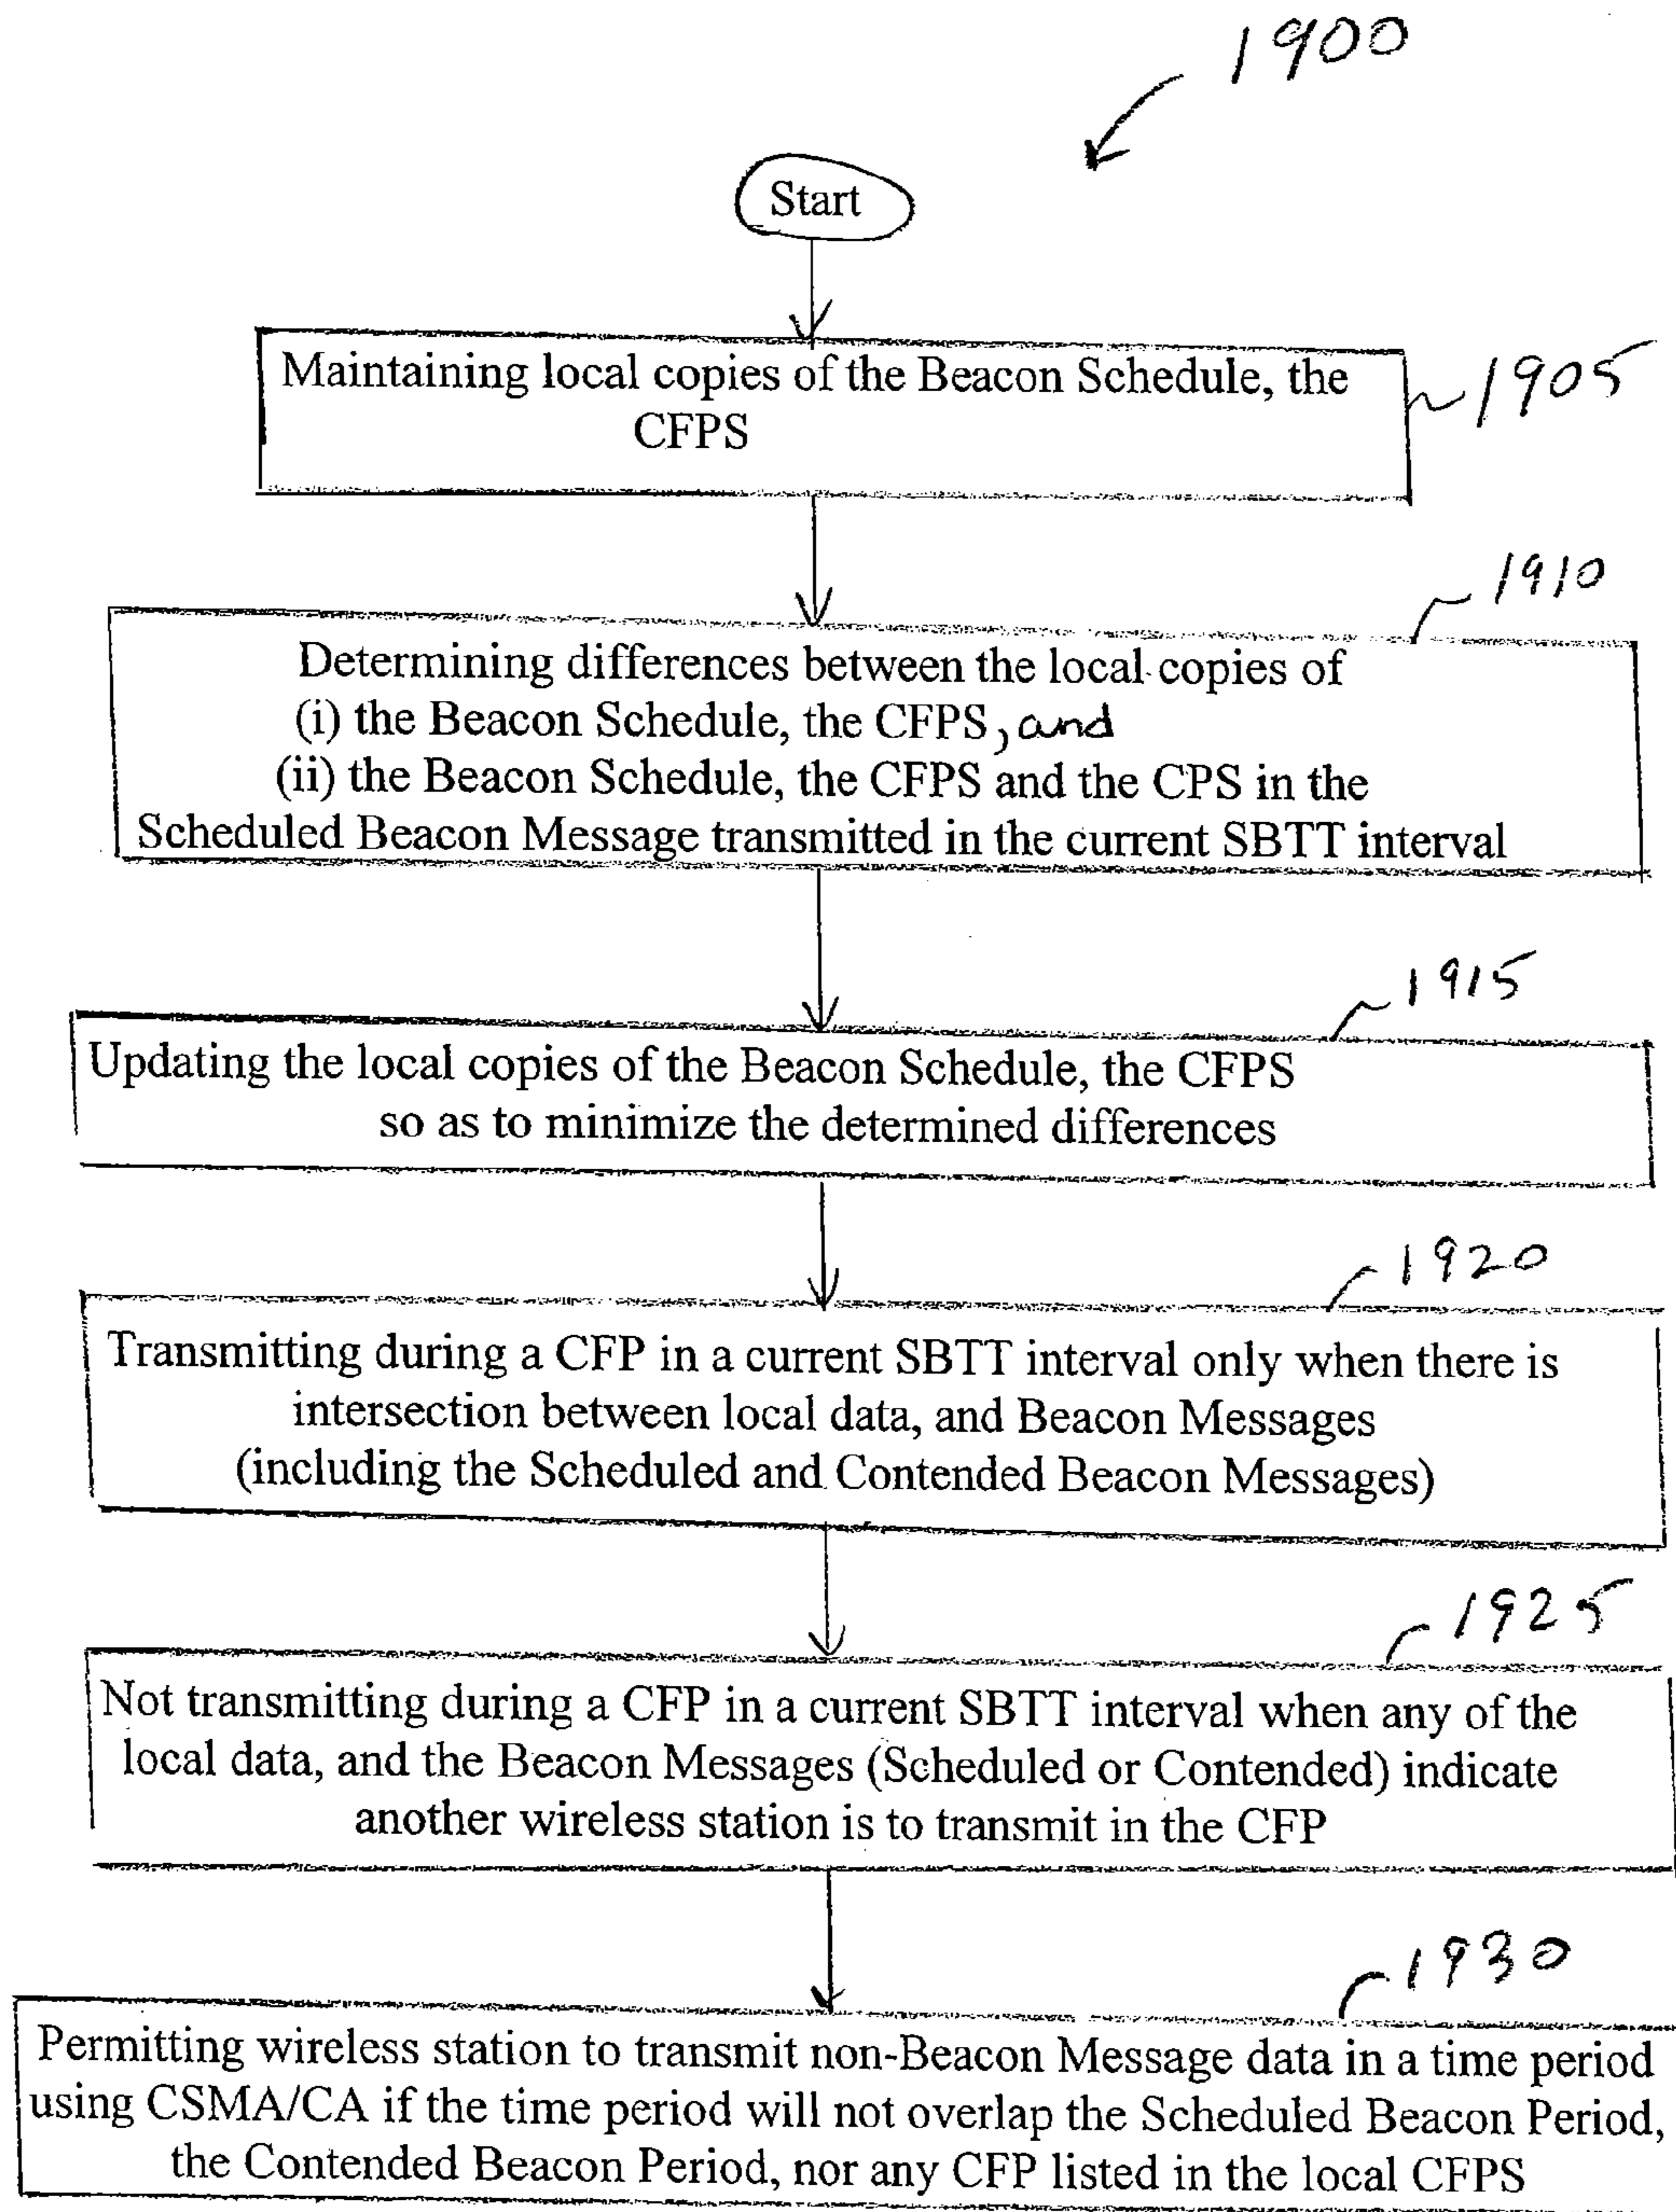 1900
Start
Maintaining local copies of the Beacon Schedule, the
CFPS
1905
1910
Determining differences between the local copies of
(i) the Beacon Schedule, the CFPS, and
(ii) the Beacon Schedule, the CFPS and the CPS in the
Scheduled Beacon Message transmitted in the current SBTT interval
1915
Updating the local copies of the Beacon Schedule, the CFPS
so as to minimize the determined differences
1920
Transmitting during a CFP in a current SBTT interval only when there is
intersection between local data, and Beacon Messages
(including the Scheduled and Contended Beacon Messages)
1925
Not transmitting during a CFP in a current SBTT interval when any of the
local data, and the Beacon Messages (Scheduled or Contended) indicate
another wireless station is to transmit in the CFP
1930
Permitting wireless station to transmit non-Beacon Message data in a time period
using CSMA/CA if the time period will not overlap the Scheduled Beacon Period,
the Contended Beacon Period, nor any CFP listed in the local CFPS